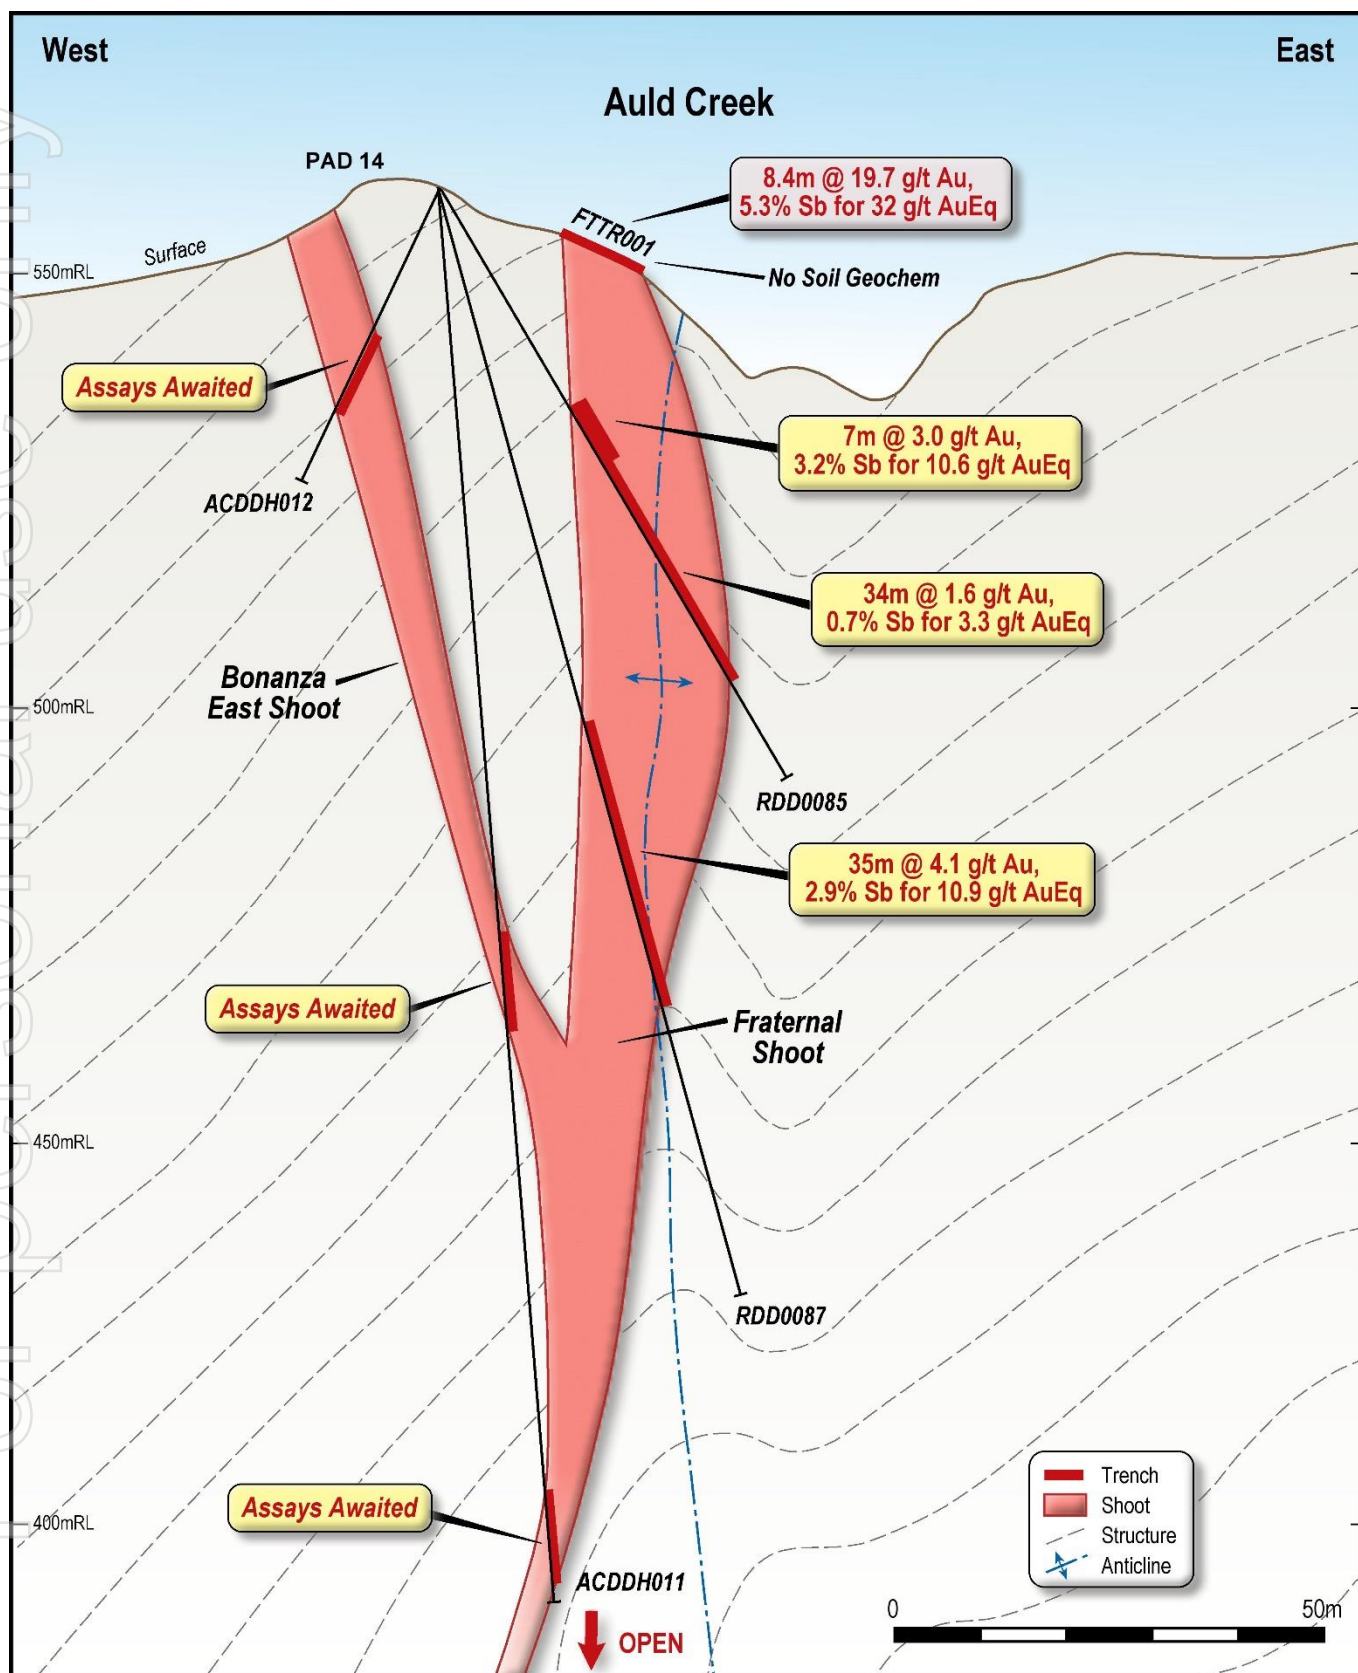 West
East
Auld Creek
PAD 14
8.4m @ 19.7 g/t Au,
5.3% Sb for 32 g/t AuEq
FTTR001
Surface
No Soil Geochem
550mRL
Assays Awaited
7m @ 3.0 g/t Au,
3.2% Sb for 10.6 g/t AuEq
ACDDH012
34m @ 1.6 g/t Au,
0.7% Sb for 3.3 g/t AuEq
Bonanza
East Shoot
500mRL
RDD0085
35m @ 4.1 g/t Au,
2.9% Sb for 10.9 g/t AuEq
Assays Awaited
Fraternal
Shoot
450mRL
RDD0087
Assays Awaited
400mRL
ACDDH011
OPEN
Trench
Shoot
Structure
Anticline
0
50m
or personal use only